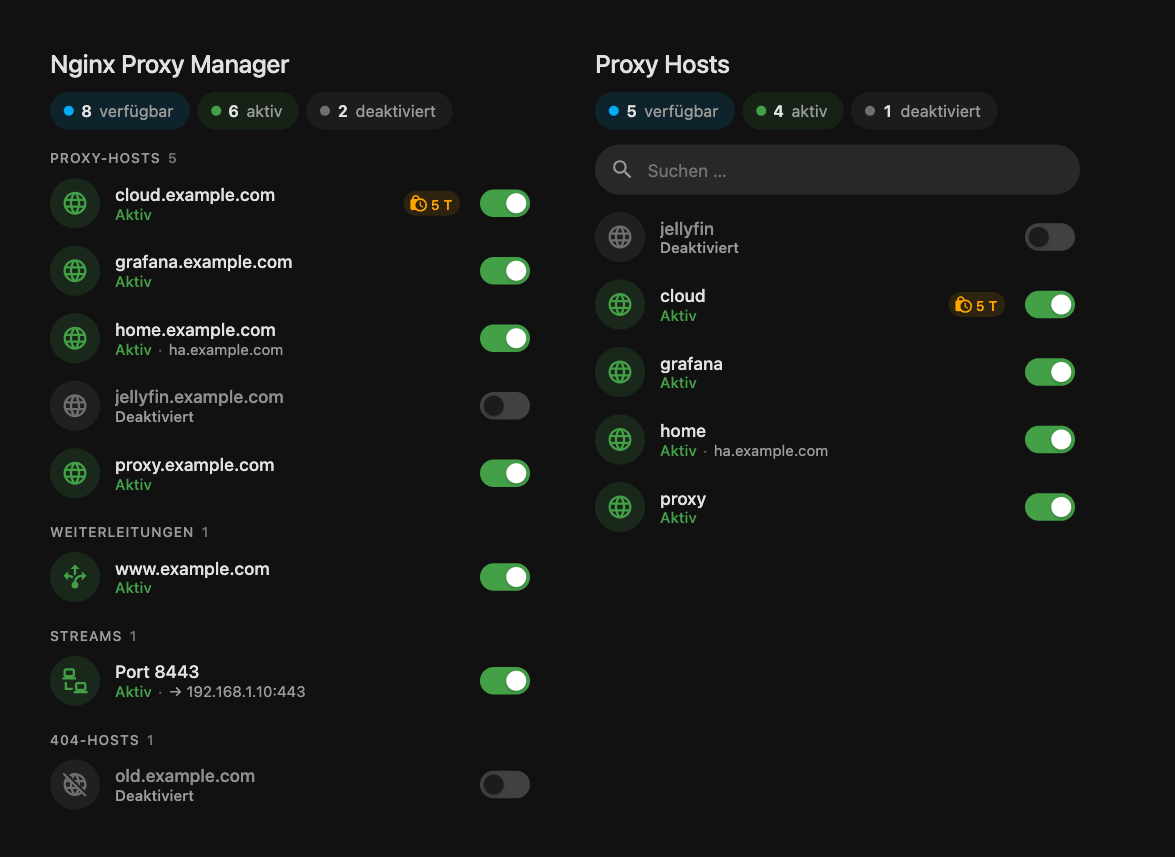 Nginx Proxy Manager
8 verfügbar 6 aktiv 2 deaktiviert
PROXY-HOSTS 5
cloud.example.com
Aktiv
5 T
grafana.example.com
Aktiv
home.example.com
Aktiv · ha.example.com
jellyfin.example.com
Deaktiviert
proxy.example.com
Aktiv
WEITERLEITUNGEN 1
www.example.com
Aktiv
STREAMS 1
Port 8443
Aktiv · → 192.168.1.10:443
404-HOSTS 1
old.example.com
Deaktiviert
Proxy Hosts
5 verfügbar 4 aktiv 1 deaktiviert
Suchen ...
jellyfin
Deaktiviert
cloud
Aktiv
5 T
grafana
Aktiv
home
Aktiv · ha.example.com
proxy
Aktiv